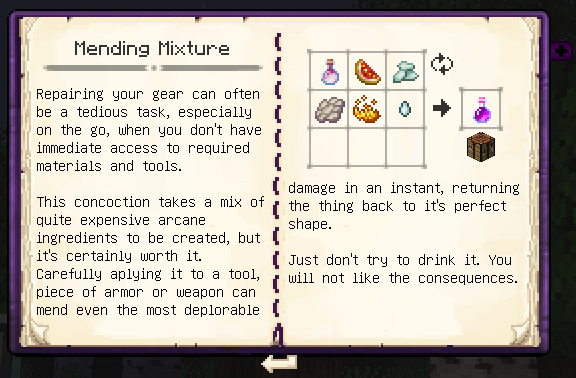 Mending Mixture
Repairing your gear can often
be a tedious task, especially
on the go, when you don't have
immediate access to required
materials and tools.
This concoction takes a mix of
quite expensive arcane
ingredients to be created, but
it's certainly worth it.
Carefully aplying it to a tool,
piece of armor or weapon can
mend even the most deplorable
damage in an instant, returning
the thing back to it's perfect
shape.
Just don't try to drink it. You
will not like the consequences.